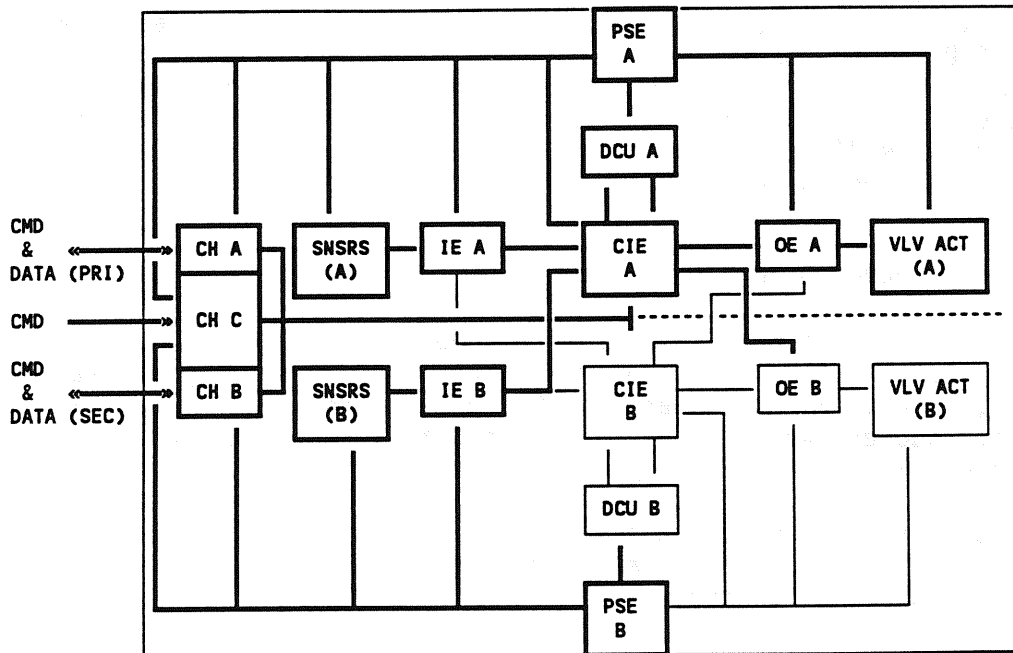 PSE
A
DCU A
CMD
&
DATA (PRI)
CH A
SNSRS
(A)
IE A
CIE
A
OE A
VLV ACT
(A)
CMD
CH C
CMD
&
DATA (SEC)
CH B
SNSRS
(B)
IE B
CIE
B
OE B
VLV ACT
(B)
DCU B
PSE
B